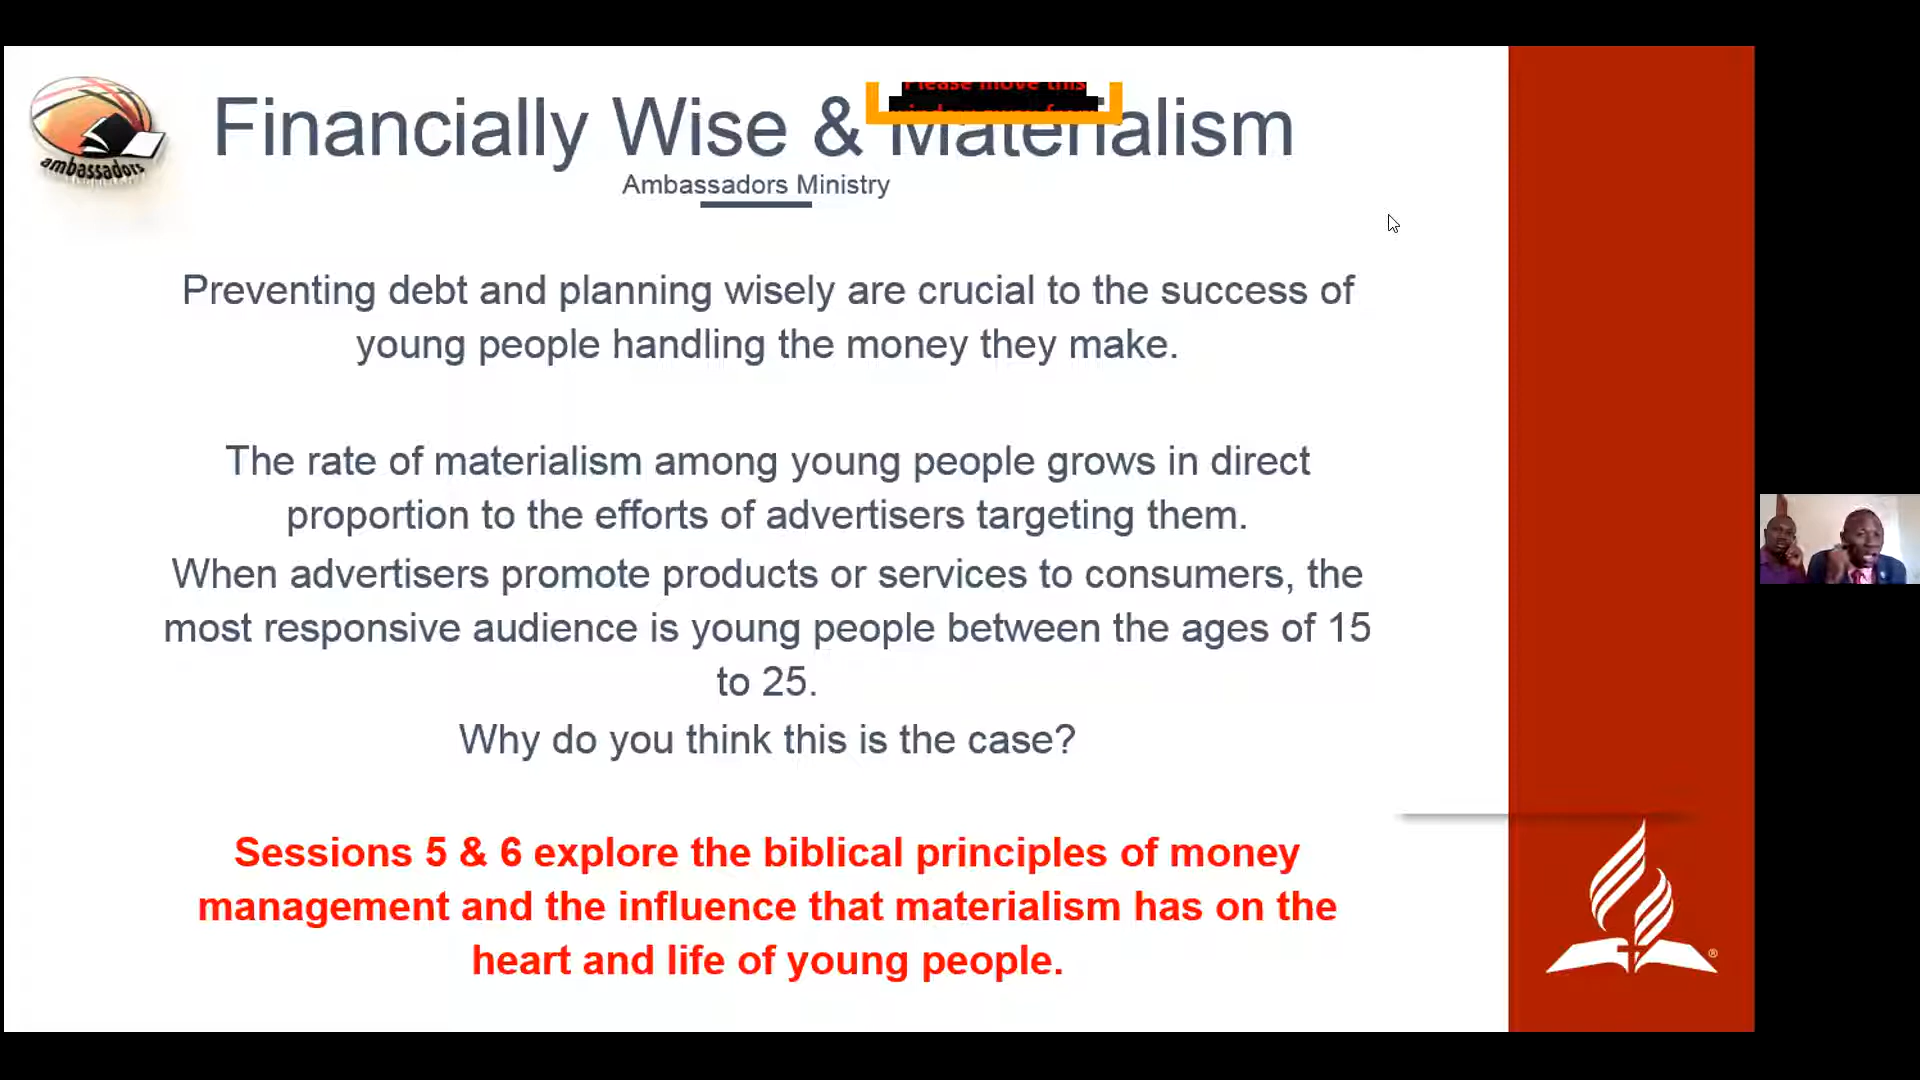 Please move this
Financially Wise & Materialism
ambassadors
Ambassadors Ministry
Preventing debt and planning wisely are crucial to the success of
young people handling the money they make.
The rate of materialism among young people grows in direct
proportion to the efforts of advertisers targeting them.
When advertisers promote products or services to consumers, the
most responsive audience is young people between the ages of 15
to 25.
Why do you think this is the case?
Sessions 5 & 6 explore the biblical principles of money
management and the influence that materialism has on the
heart and life of young people.
®